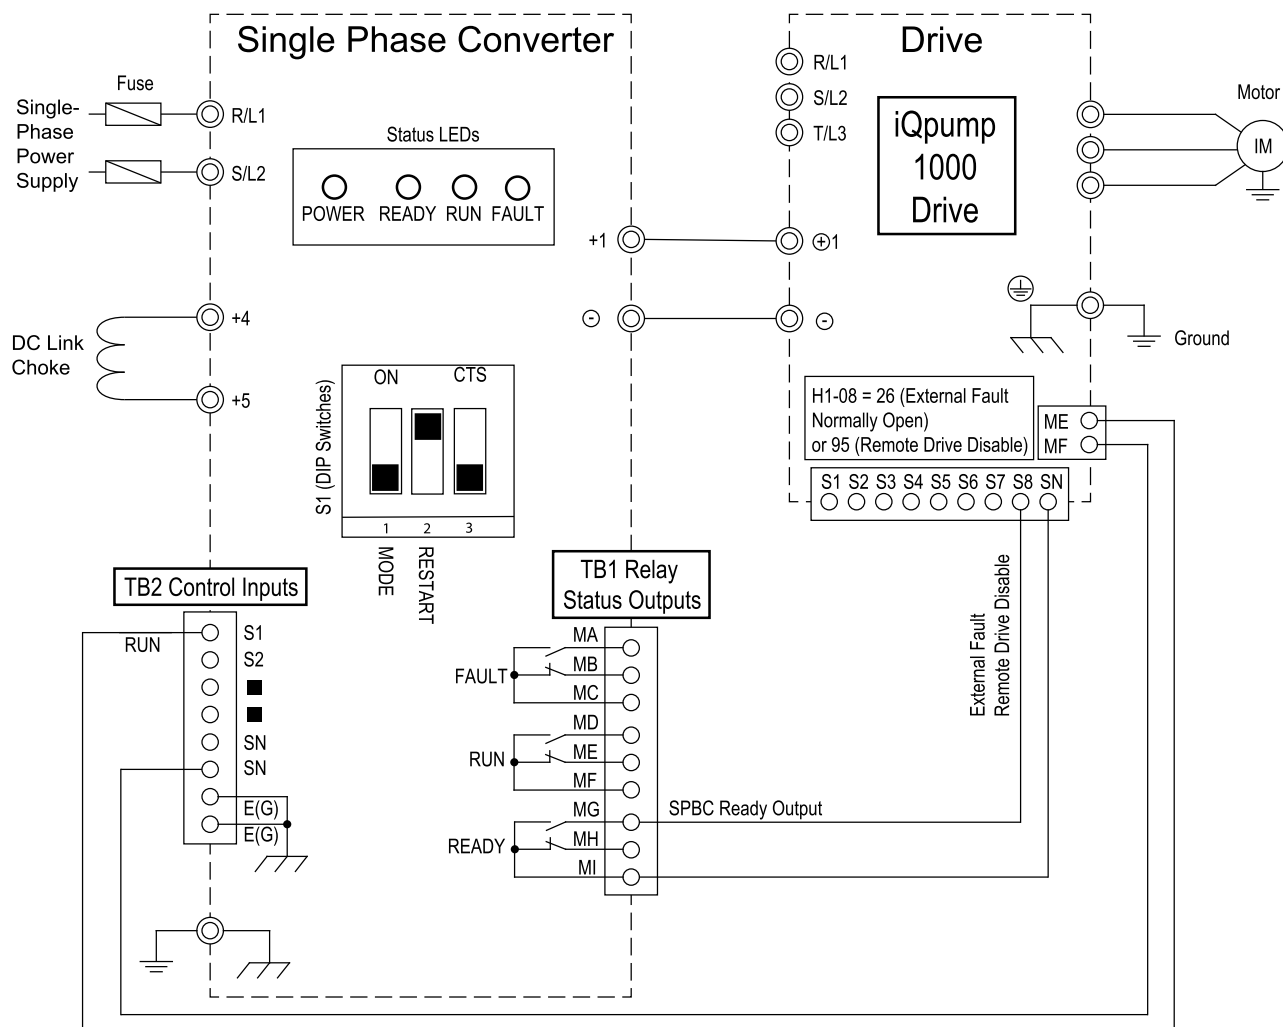 Single Phase Converter
Drive
Fuse
Single-
Phase
Power
Supply
R/L1
S/L2
Status LEDs
POWER READY RUN FAULT
R/L1
S/L2
T/L3
iQpump
1000
Drive
Motor
IM
+1
+1
-
-
DC Link
Choke
+4
+5
Ground
ON CTS
S1 (DIP Switches)
1 2 3
MODE
RESTART
H1-08 = 26 (External Fault
Normally Open)
or 95 (Remote Drive Disable)
ME
MF
S1 S2 S3 S4 S5 S6 S7 S8 SN
TB2 Control Inputs
RUN
S1
S2
SN
SN
E(G)
E(G)
TB1 Relay
Status Outputs
FAULT
MA
MB
MC
RUN
MD
ME
MF
READY
MG
MH
MI
SPBC Ready Output
External Fault
Remote Drive Disable